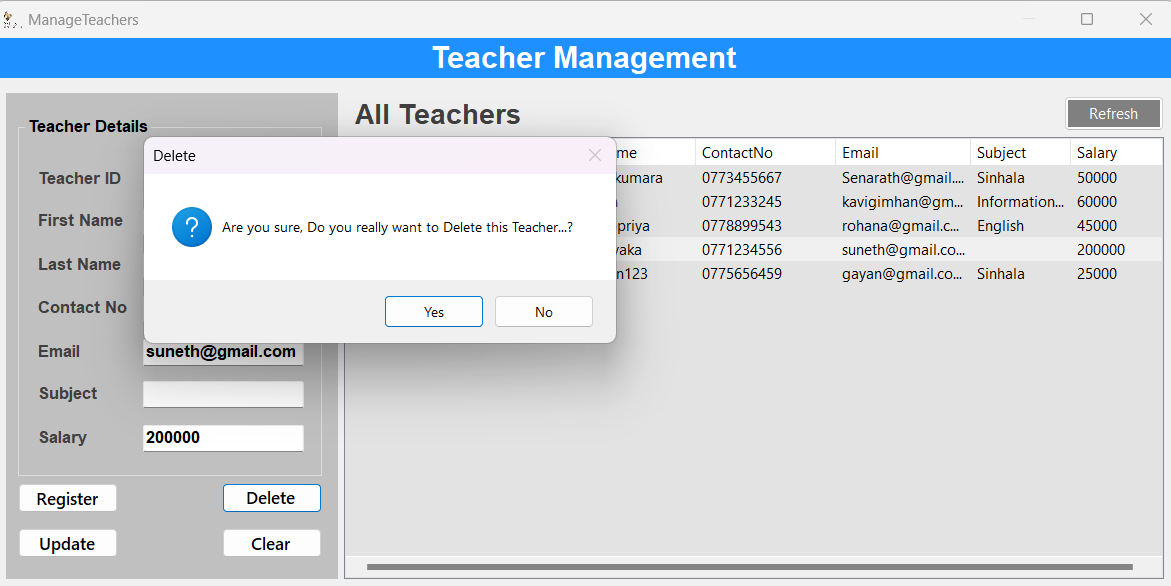 ManageTeachers
Teacher Management
Teacher Details
All Teachers
Refresh
Delete
Are you sure, Do you really want to Delete this Teacher...?
Yes No
Teacher ID
First Name
Last Name
Contact No
Email suneth@gmail.com
Subject
Salary 200000
Register Delete
Update Clear
me ContactNo Email Subject Salary
kumara 0773455667 Senarath@gmail.... Sinhala 50000
0771233245 kavigimhan@gm... Information... 60000
priya 0778899543 rohana@gmail.c... English 45000
aka 0771234556 suneth@gmail.co... 200000
n123 0775656459 gayan@gmail.co... Sinhala 25000